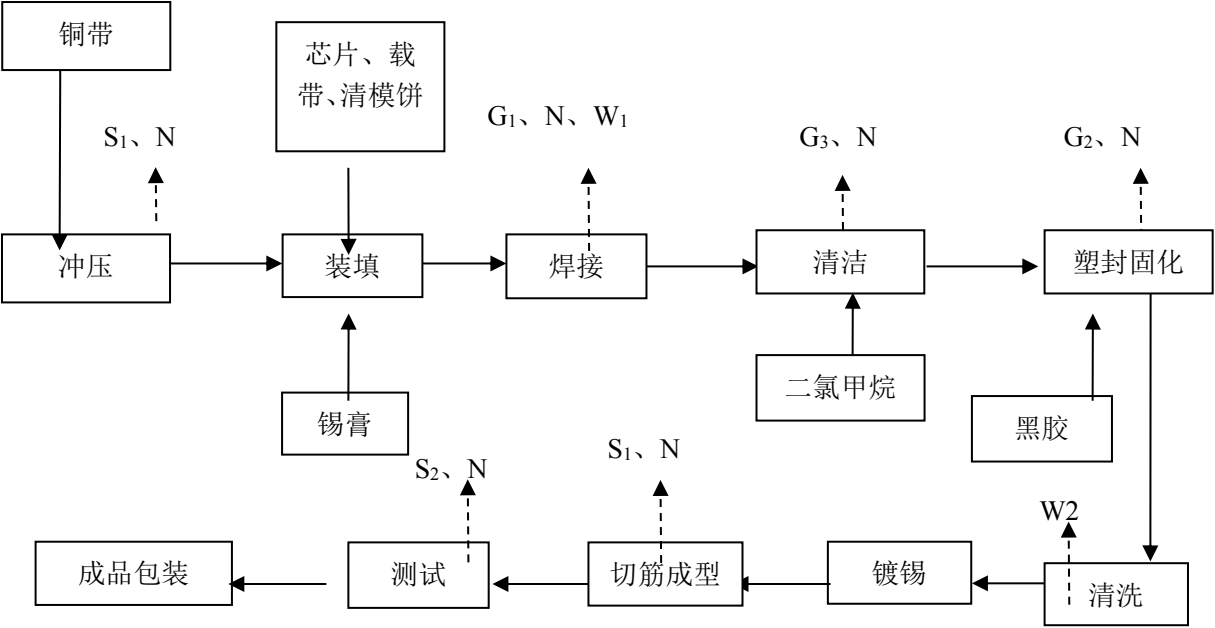 铜带
芯片、载
带、清模饼
S₁、N
G₁、N、W₁
G₃、N
G₂、N
冲压
装填
焊接
清洁
塑封固化
锡膏
二氯甲烷
黑胶
S₂、N
S₁、N
W2
成品包装
测试
切筋成型
镀锡
清洗